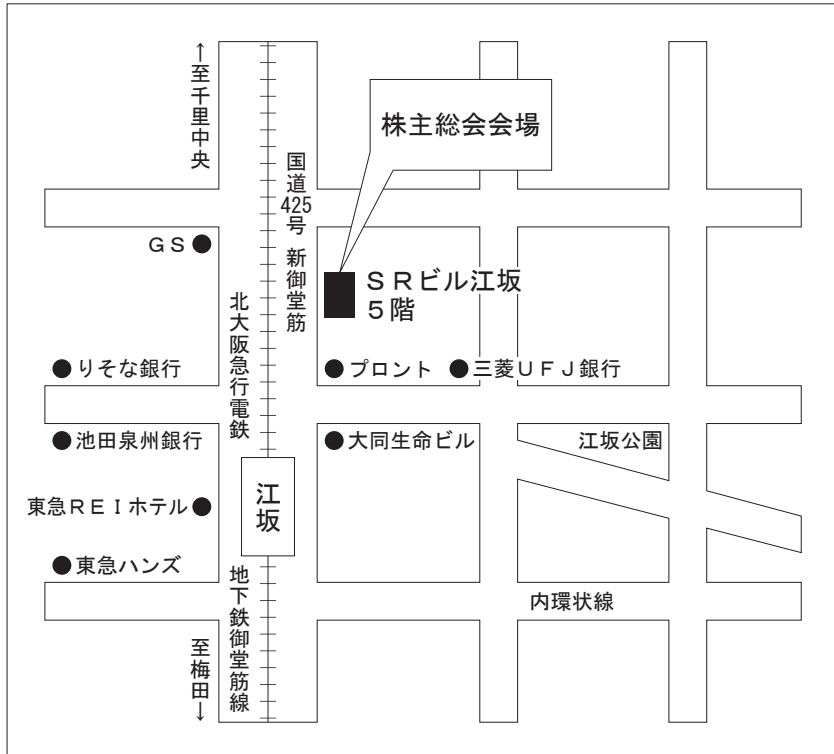 ←至千里中央
株主総会会場
国道425号 新御堂筋
GS
SRビル江坂
5階
北大阪急行電鉄
りそな銀行
プロント
三菱UFJ銀行
池田泉州銀行
大同生命ビル
江坂公園
江坂
東急REIホテル
東急ハンズ
地下鉄御堂筋線
内環状線
至梅田→